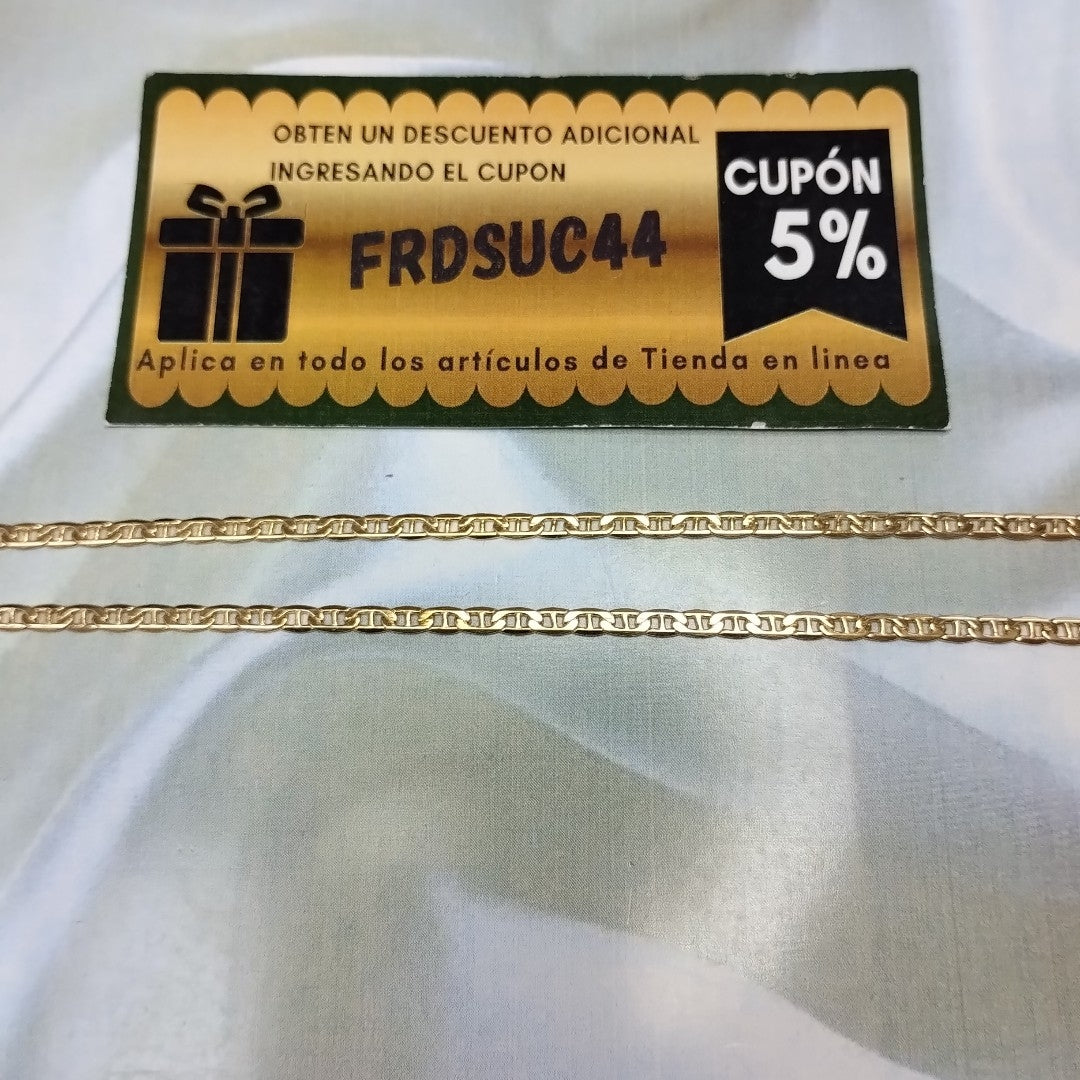 OBTEN UN DESCUENTO ADICIONAL
INGRESANDO EL CUPON
FRDSUC44
CUPÓN
5%
Aplica en todo los artículos de Tienda en linea